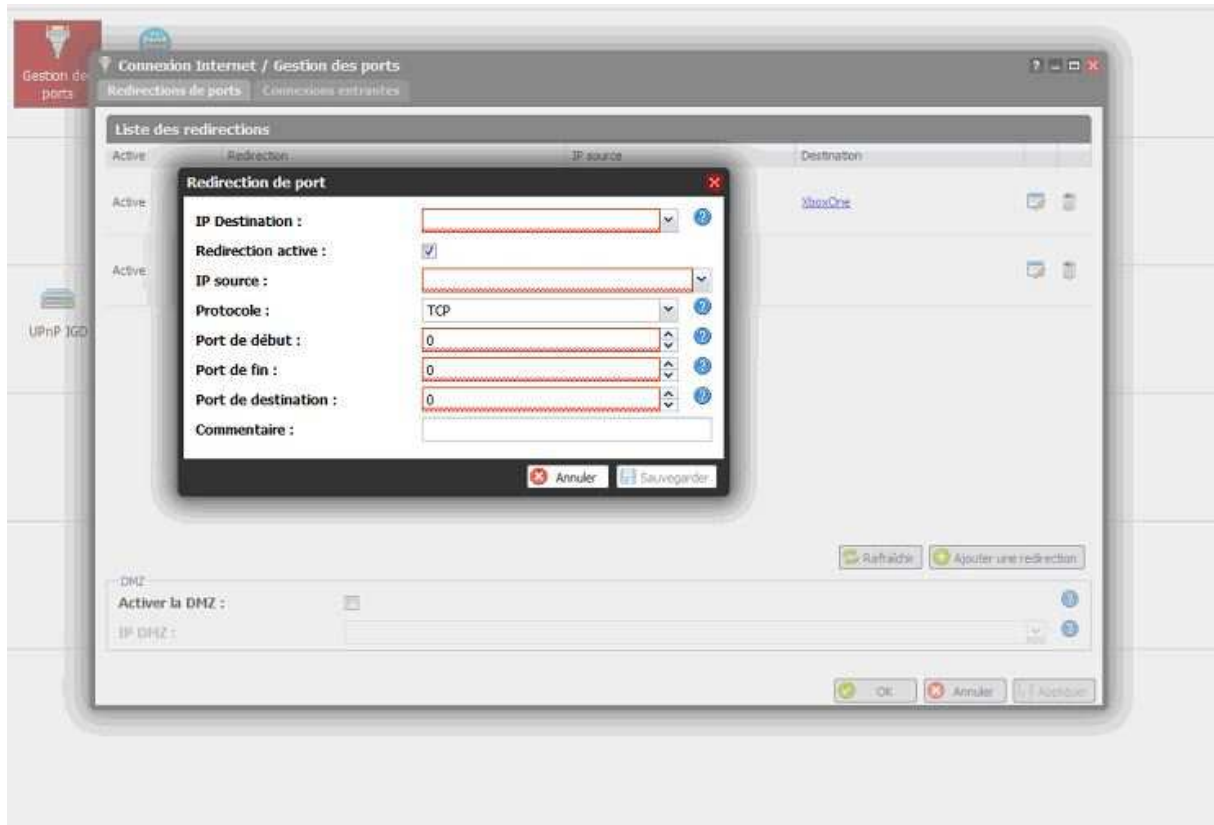 Gestion de
ports
Connexion Internet / Gestion des ports
Redirections de ports Connexions entrantes
Liste des redirections
Active Redirection IP source Destination
Redirection de port
Active XboxOne
IP Destination :
Redirection active :
Active
IP source :
Protocole : TCP
UPnP IGD
Port de début : 0
Port de fin : 0
Port de destination : 0
Commentaire :
Annuler Sauvegarder
Rafraîchir Ajouter une redirection
DMZ
Activer la DMZ :
IP DMZ :
OK Annuler Appliquer